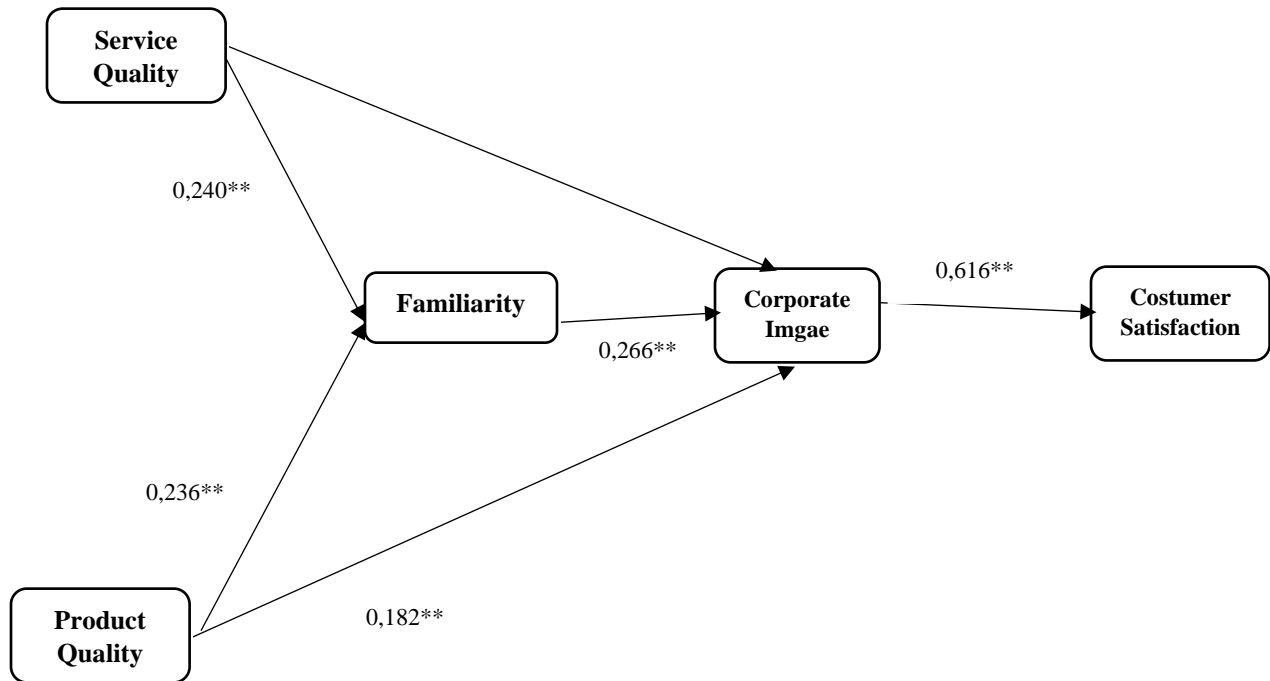 Service
Quality
0,240**
Familiarity
0,266**
Corporate
Imgae
0,616**
Costumer
Satisfaction
0,236**
0,182**
Product
Quality